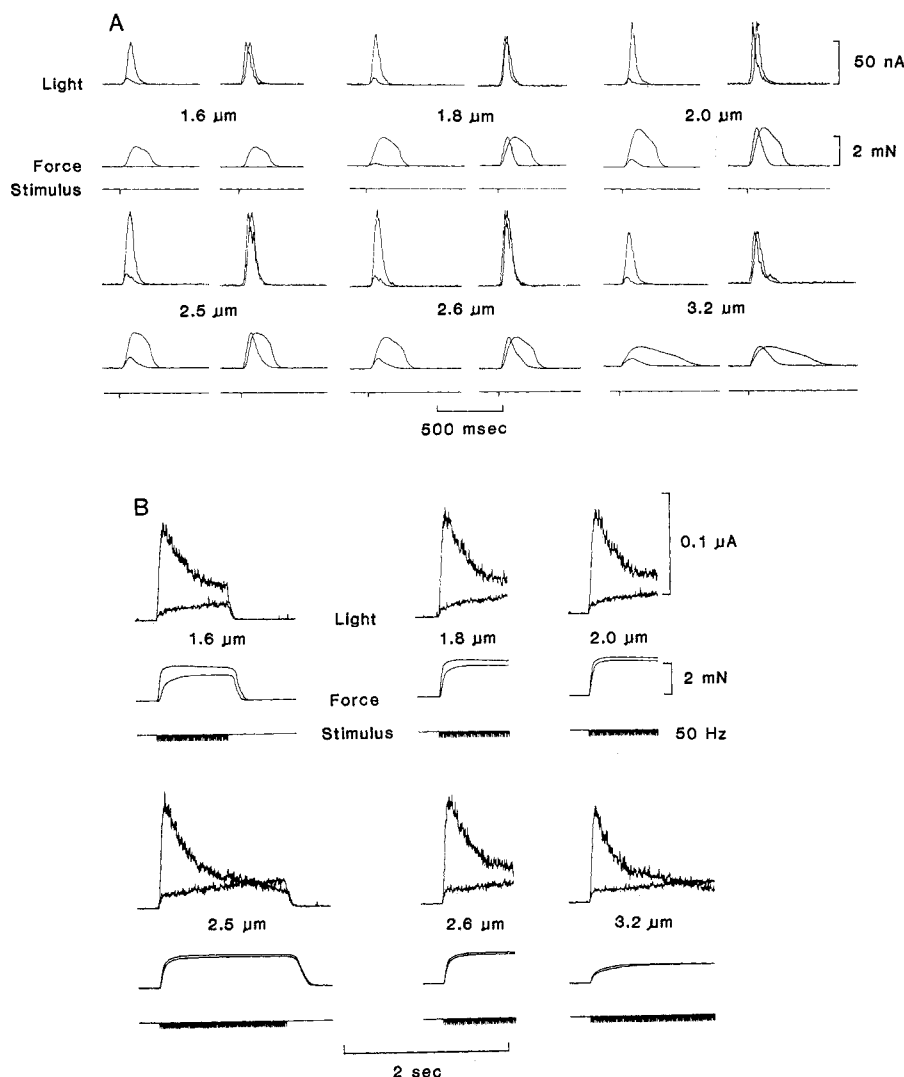 A
Light
50 nA
1.6 µm
1.8 µm
2.0 µm
Force
2 mN
Stimulus
2.5 µm
2.6 µm
3.2 µm
500 msec
B
0.1 µA
Light
1.6 µm
1.8 µm
2.0 µm
2 mN
Force
Stimulus
50 Hz
2.5 µm
2.6 µm
3.2 µm
2 sec